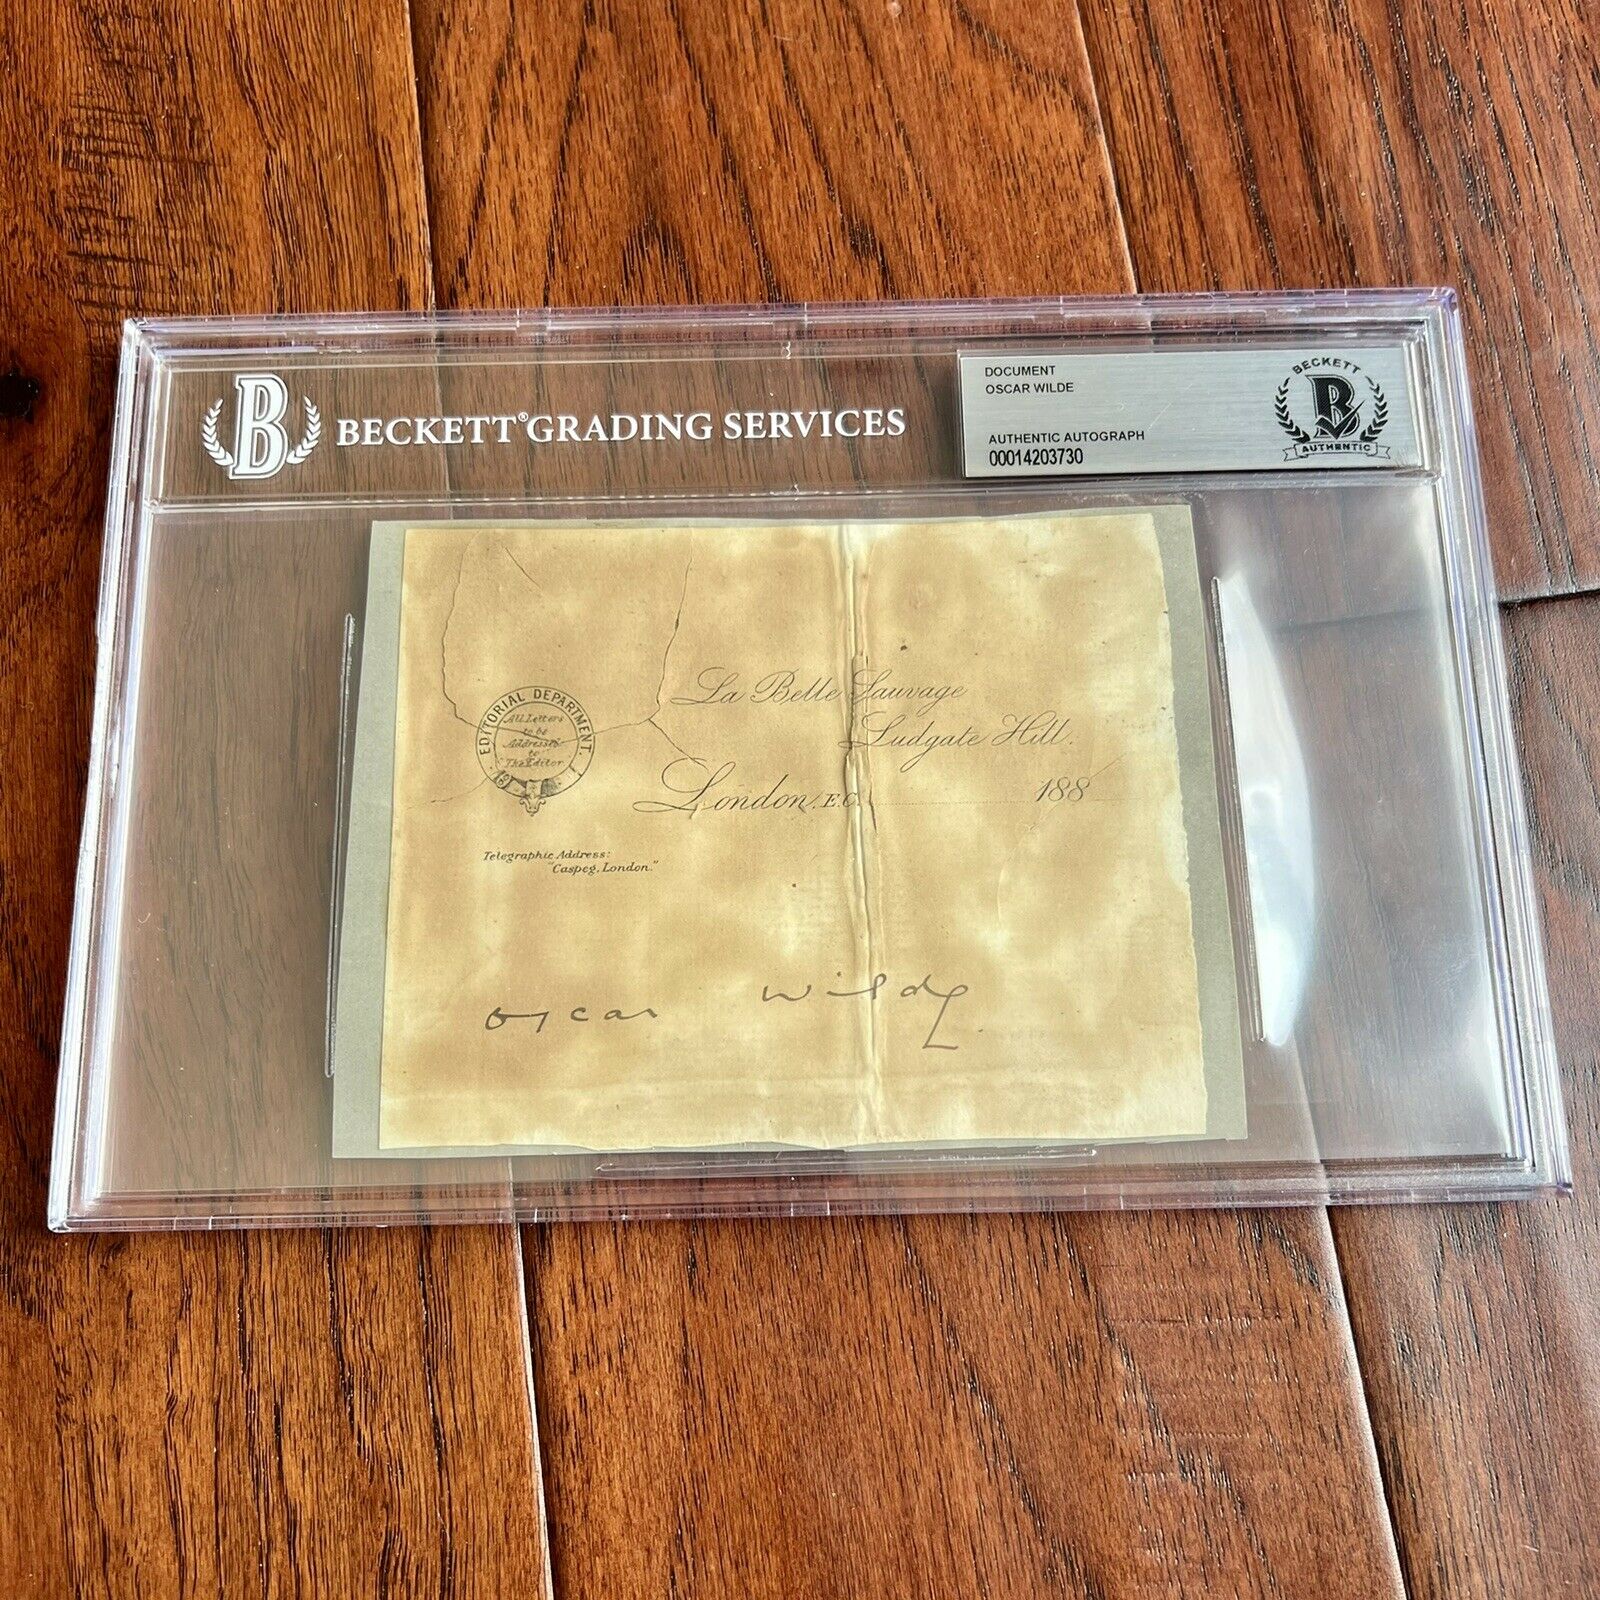 BECKETT® GRADING SERVICES
DOCUMENT
OSCAR WILDE
AUTHENTIC AUTOGRAPH
00014203730
BECKETT
AUTHENTIC
La Belle Sauvage
Ludgate Hill.
London, E.C. 188
EDITORIAL DEPARTMENT.
All Letters
to be
Addressed
to
The Editor.
Telegraphic Address:
"Caspeg, London."
Oscar Wilde